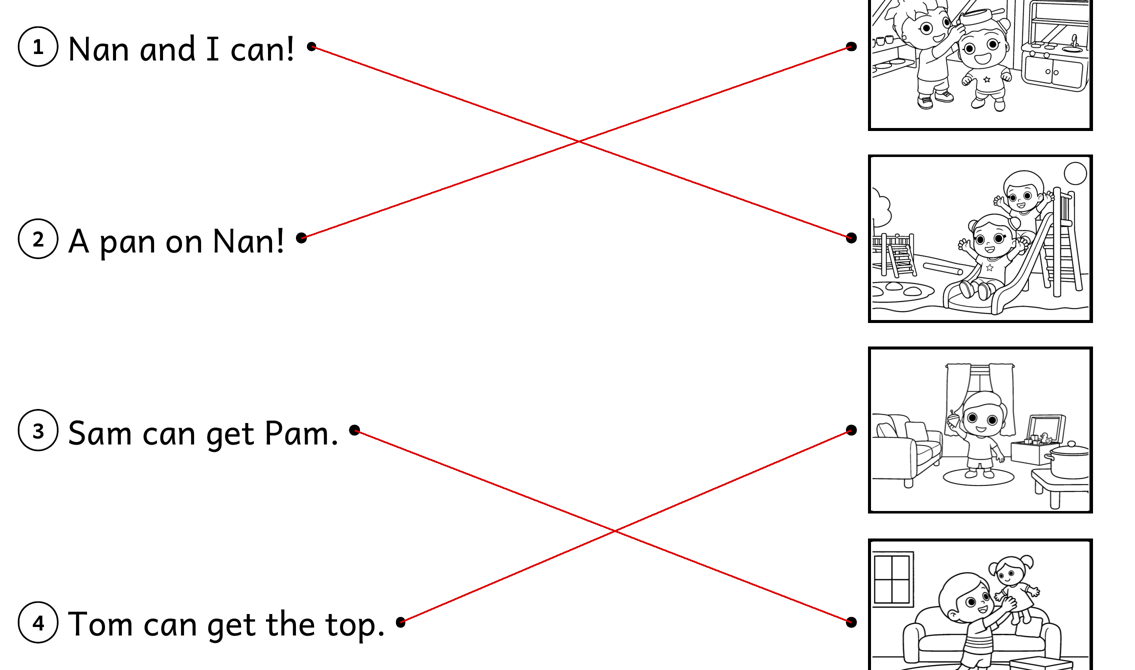 1 Nan and I can!
2 A pan on Nan!
3 Sam can get Pam.
4 Tom can get the top.